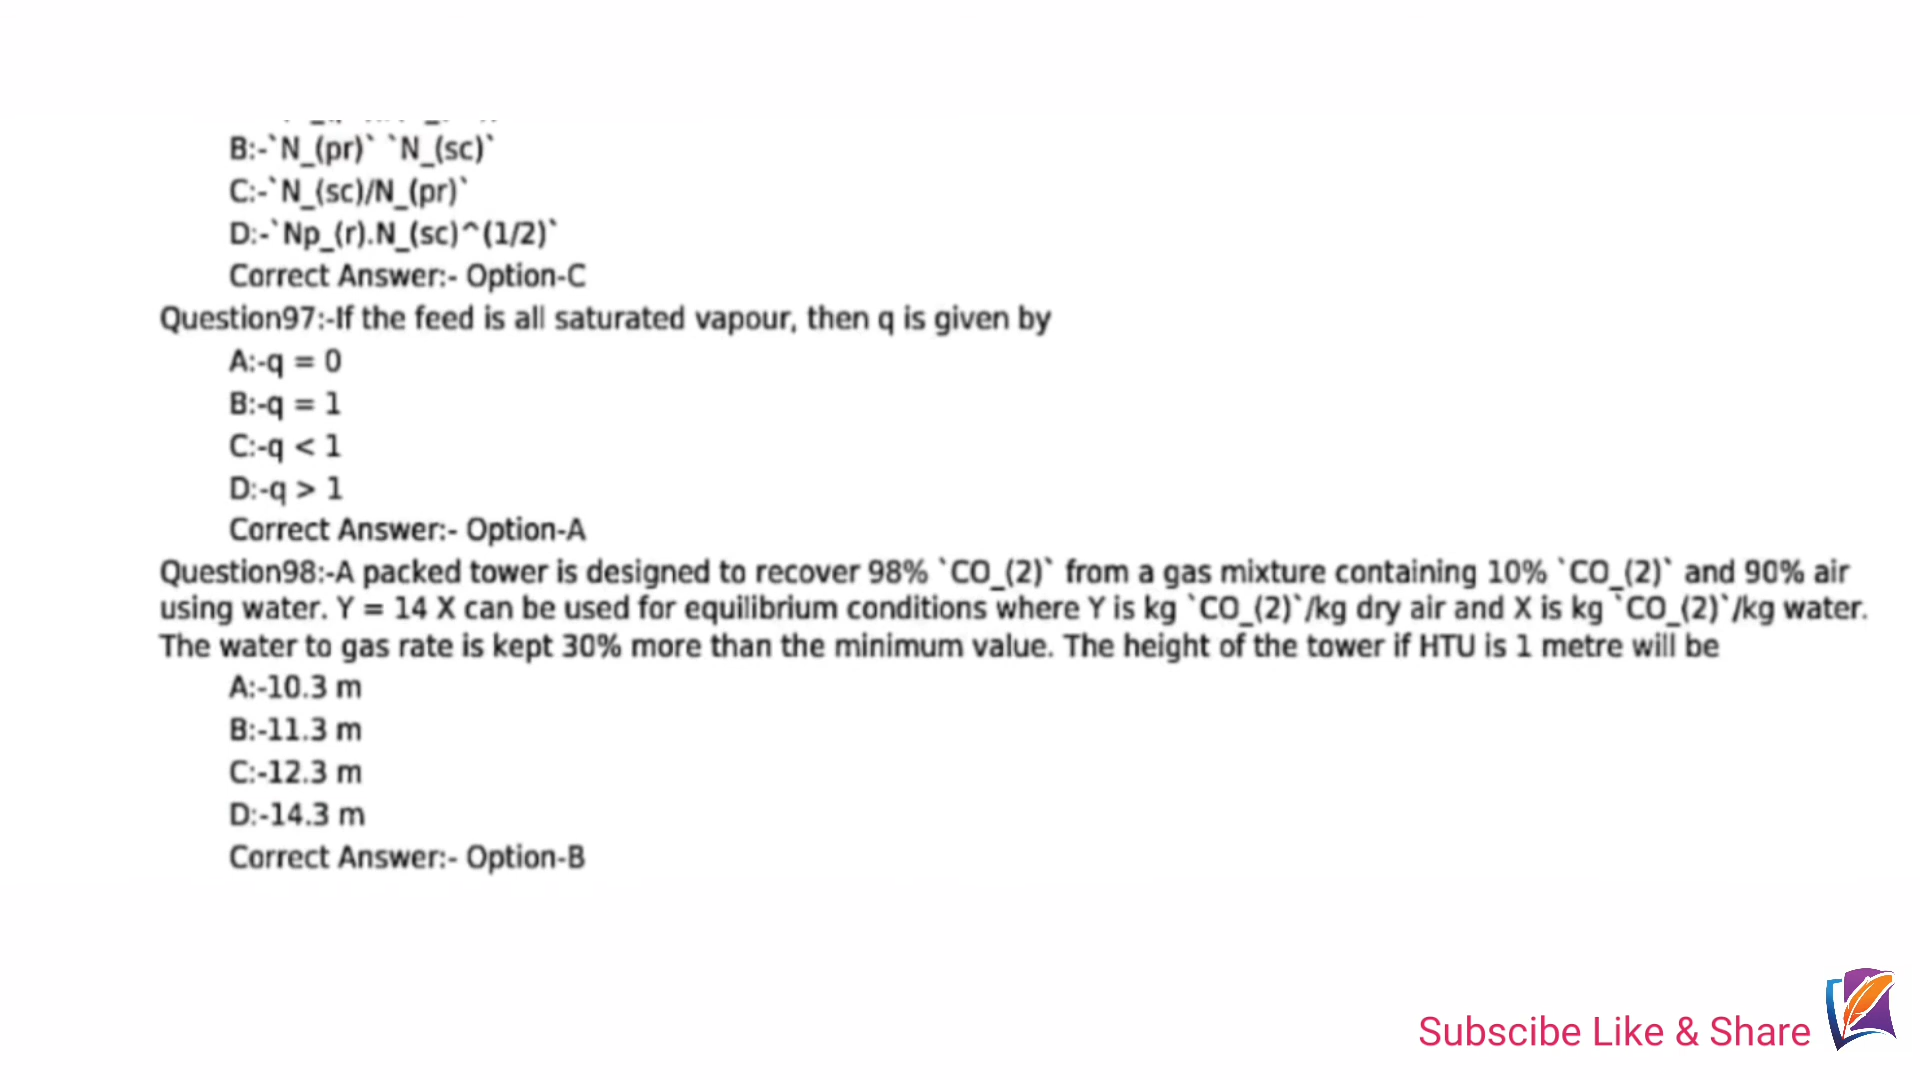 B:-`N_(pr)` `N_(sc)`
C:-`N_(sc)/N_(pr)`
D:-`Np_(r).N_(sc)^(1/2)`
Correct Answer:- Option-C
Question97:-If the feed is all saturated vapour, then q is given by
A:-q = 0
B:-q = 1
C:-q < 1
D:-q > 1
Correct Answer:- Option-A
Question98:-A packed tower is designed to recover 98% `CO_(2)` from a gas mixture containing 10% `CO_(2)` and 90% air
using water. Y = 14 X can be used for equilibrium conditions where Y is kg `CO_(2)`/kg dry air and X is kg `CO_(2)`/kg water.
The water to gas rate is kept 30% more than the minimum value. The height of the tower if HTU is 1 metre will be
A:-10.3 m
B:-11.3 m
C:-12.3 m
D:-14.3 m
Correct Answer:- Option-B
Subscibe Like & Share